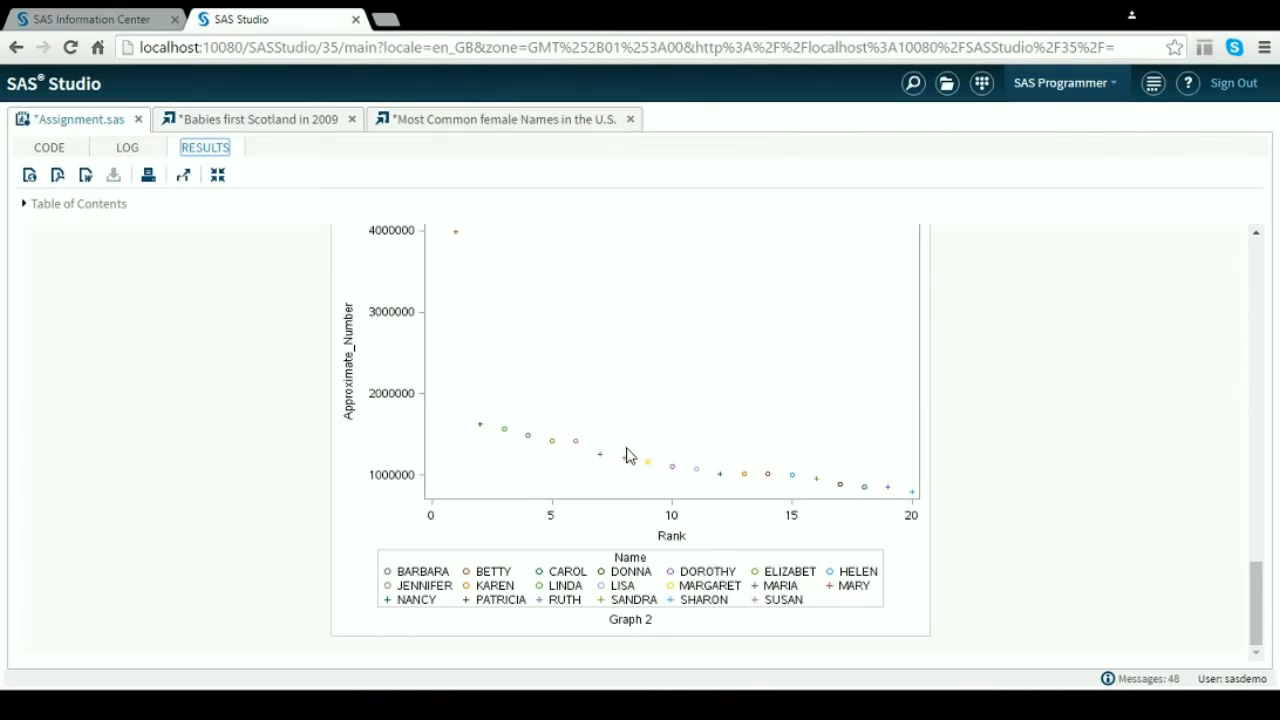 SAS Information Center
SAS Studio
localhost:10080/SASStudio/35/main?locale=en_GB&zone=GMT%252B01%253A00&http%3A%2F%2Flocalhost%3A10080%2FSASStudio%2F35%2F=
SAS® Studio
SAS Programmer
Sign Out
*Assignment.sas
*Babies first Scotland in 2009
*Most Common female Names in the U.S.
CODE
LOG
RESULTS
Table of Contents
4000000
3000000
2000000
1000000
Approximate_Number
0 5 10 15 20
Rank
Name
BARBARA BETTY CAROL DONNA DOROTHY ELIZABET HELEN
JENNIFER KAREN LINDA LISA MARGARET MARIA MARY
NANCY PATRICIA RUTH SANDRA SHARON SUSAN
Graph 2
Messages: 48
User: sasdemo